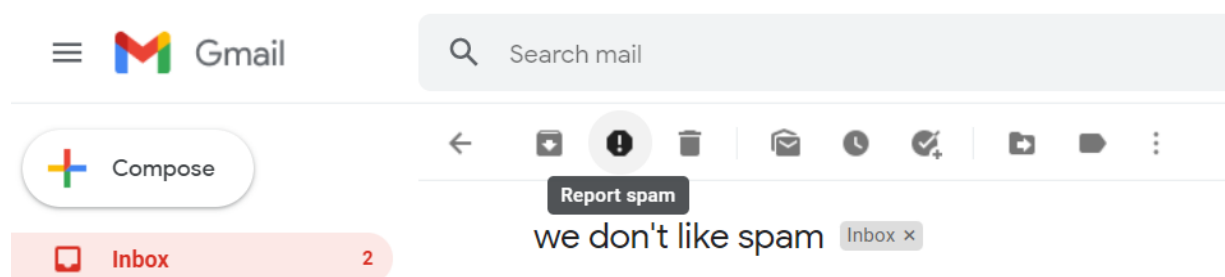 Gmail
Search mail
Compose
Report spam
we don't like spam Inbox ×
Inbox 2